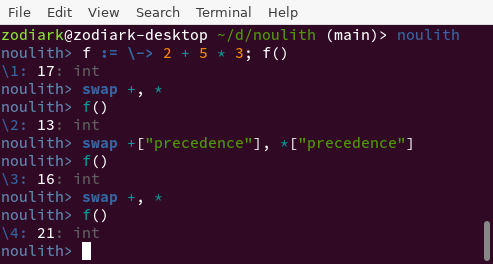 File Edit View Search Terminal Help
zodiark@zodiark-desktop ~/d/noulith (main)> noulith
noulith> f := \-> 2 + 5 * 3; f()
\1: 17: int
noulith> swap +, *
noulith> f()
\2: 13: int
noulith> swap +["precedence"], *["precedence"]
noulith> f()
\3: 16: int
noulith> swap +, *
noulith> f()
\4: 21: int
noulith>